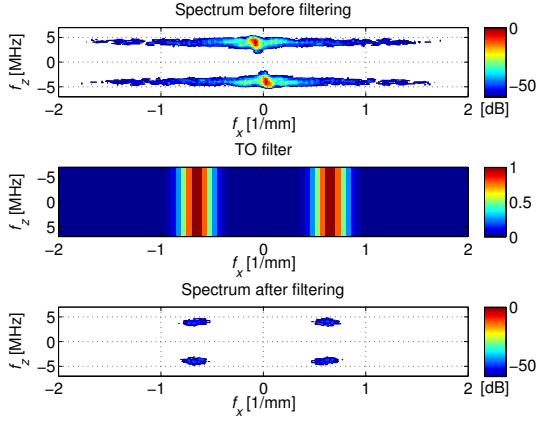 Spectrum before filtering
f_z [MHz]
5
0
−5
−2 −1 0 1 2
f_x [1/mm]
0
−50
[dB]
TO filter
f_z [MHz]
−5
0
5
−2 −1 0 1 2
f_x [1/mm]
1
0.5
0
Spectrum after filtering
f_z [MHz]
5
0
−5
−2 −1 0 1 2
f_x [1/mm]
0
−50
[dB]